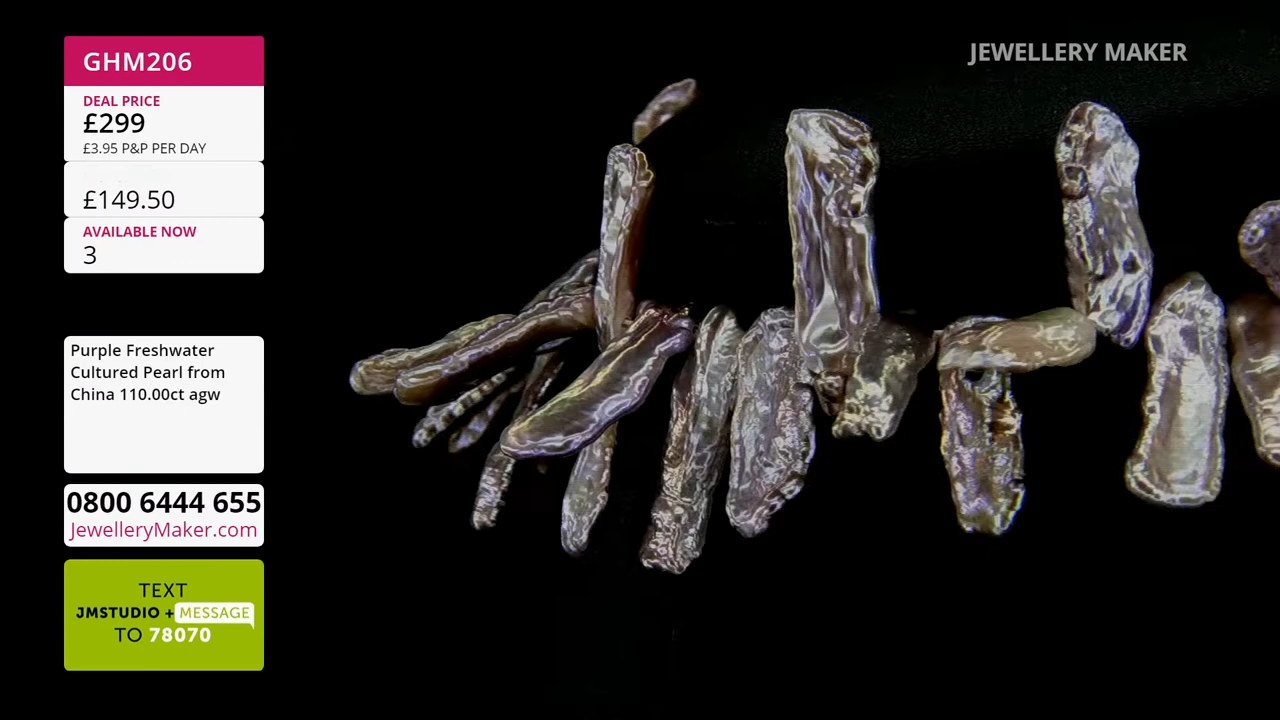 GHM206
DEAL PRICE
£299
£3.95 P&P PER DAY
£149.50
AVAILABLE NOW
3
Purple Freshwater
Cultured Pearl from
China 110.00ct agw
0800 6444 655
JewelleryMaker.com
TEXT
JMSTUDIO + MESSAGE
TO 78070
JEWELLERY MAKER